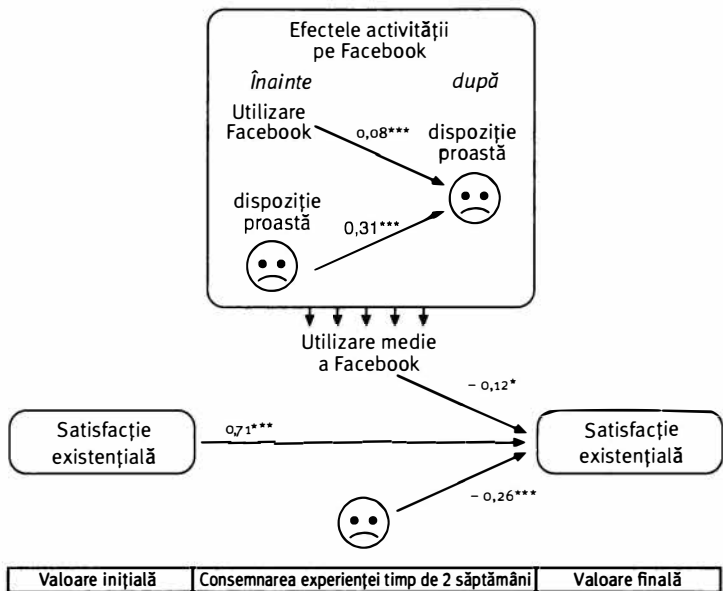 Efectele activității
pe Facebook
Înainte
după
Utilizare
Facebook
0,08***
dispoziție
proastă
dispoziție
proastă
0,31***
Utilizare medie
a Facebook
– 0,12*
Satisfacție
existențială
0,71***
Satisfacție
existențială
– 0,26***
Valoare inițială
Consemnarea experienței timp de 2 săptămâni
Valoare finală